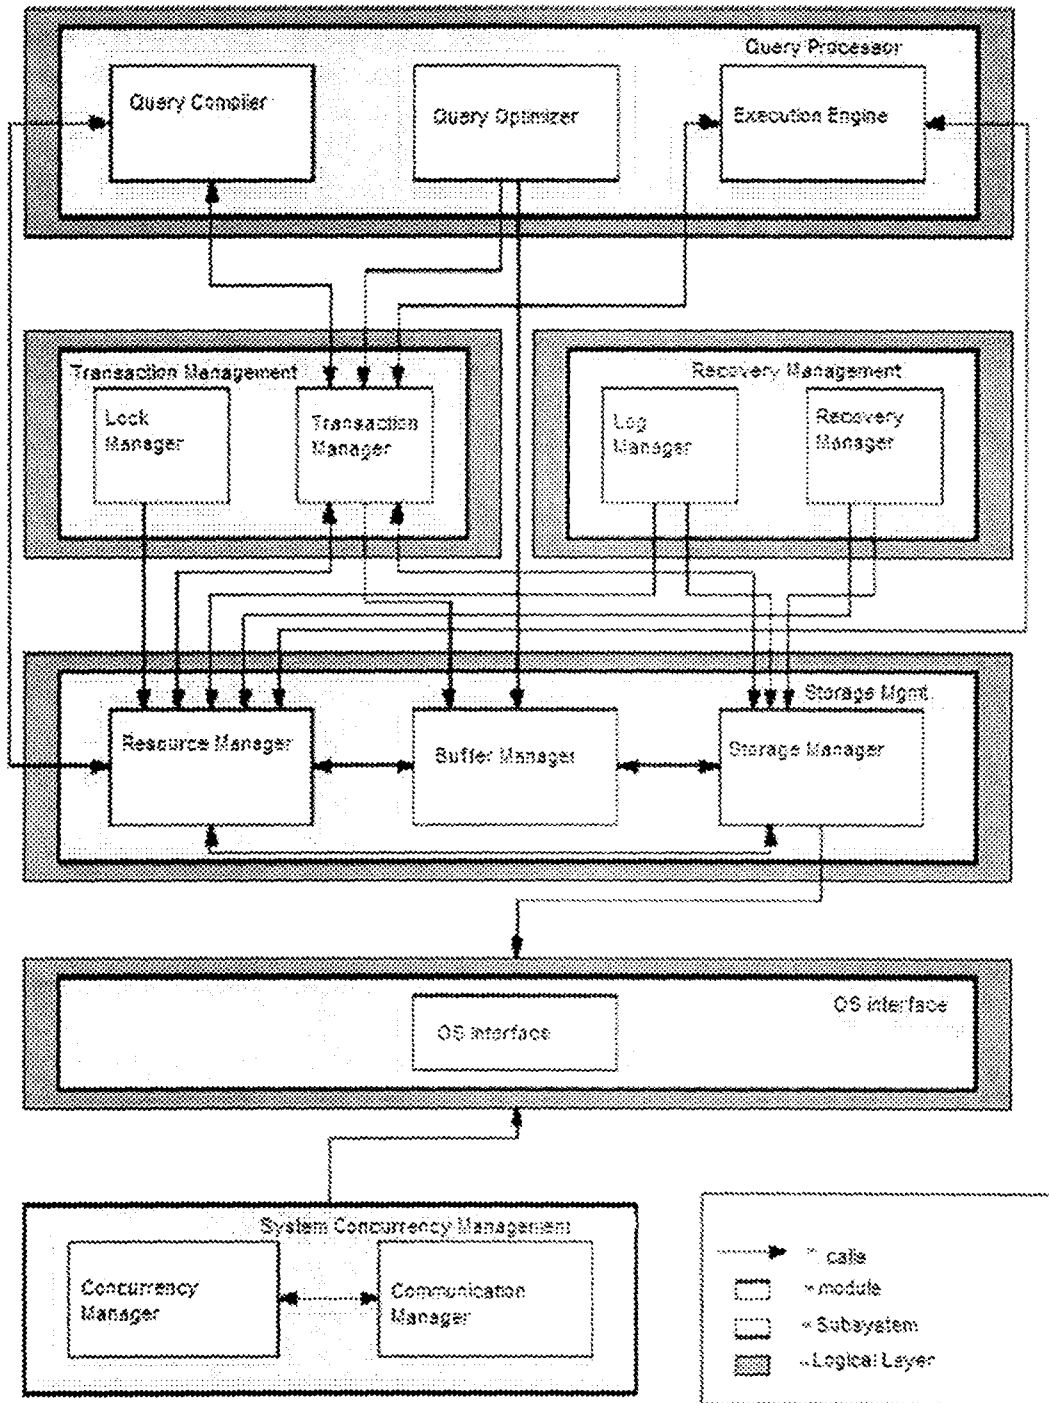 Query Processor
Query Compiler
Query Optimizer
Execution Engine
Transaction Management
Lock
Manager
Transaction
Manager
Recovery Management
Log
Manager
Recovery
Manager
Storage Mgmt.
Resource Manager
Buffer Manager
Storage Manager
OS interface
OS interface
System Concurrency Management
Concurrency
Manager
Communication
Manager
calls
= module
= Subsystem
= Logical Layer